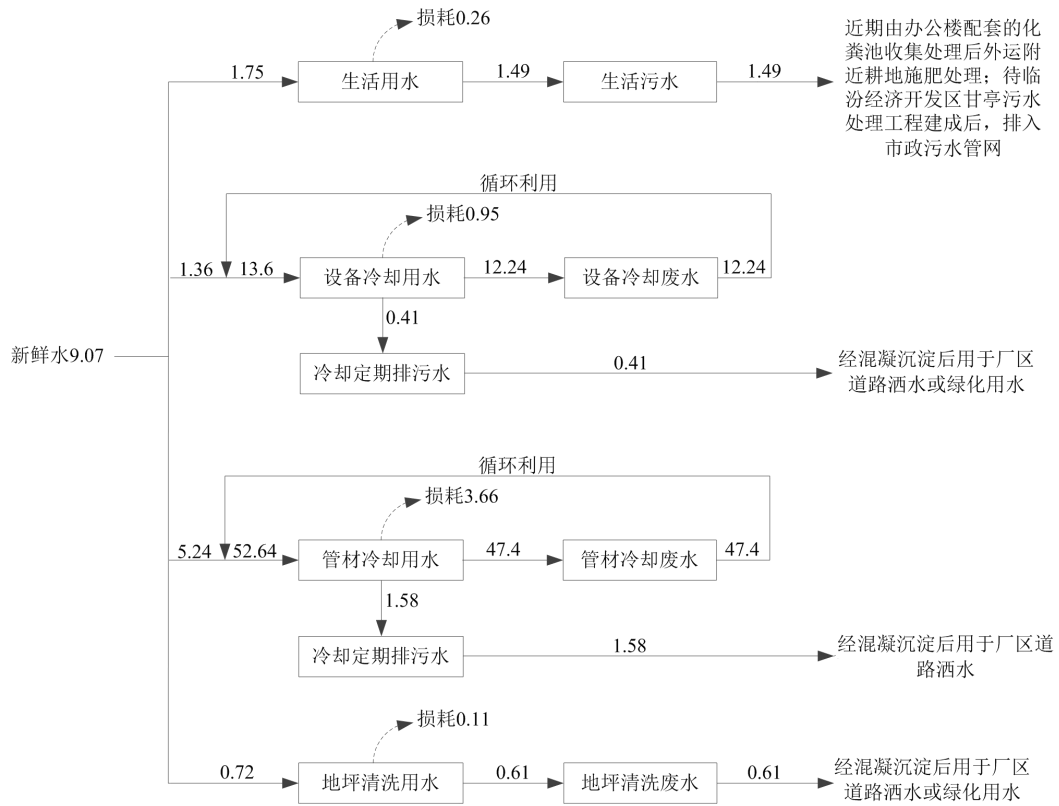 损耗0.26
1.75
生活用水
1.49
生活污水
1.49
近期由办公楼配套的化
粪池收集处理后外运附
近耕地施肥处理；待临
汾经济开发区甘亭污水
处理工程建成后，排入
市政污水管网
循环利用
损耗0.95
1.36
13.6
设备冷却用水
12.24
设备冷却废水
12.24
0.41
新鲜水9.07
冷却定期排污水
0.41
经混凝沉淀后用于厂区
道路洒水或绿化用水
循环利用
损耗3.66
5.24
52.64
管材冷却用水
47.4
管材冷却废水
47.4
1.58
冷却定期排污水
1.58
经混凝沉淀后用于厂区道
路洒水
损耗0.11
0.72
地坪清洗用水
0.61
地坪清洗废水
0.61
经混凝沉淀后用于厂区
道路洒水或绿化用水